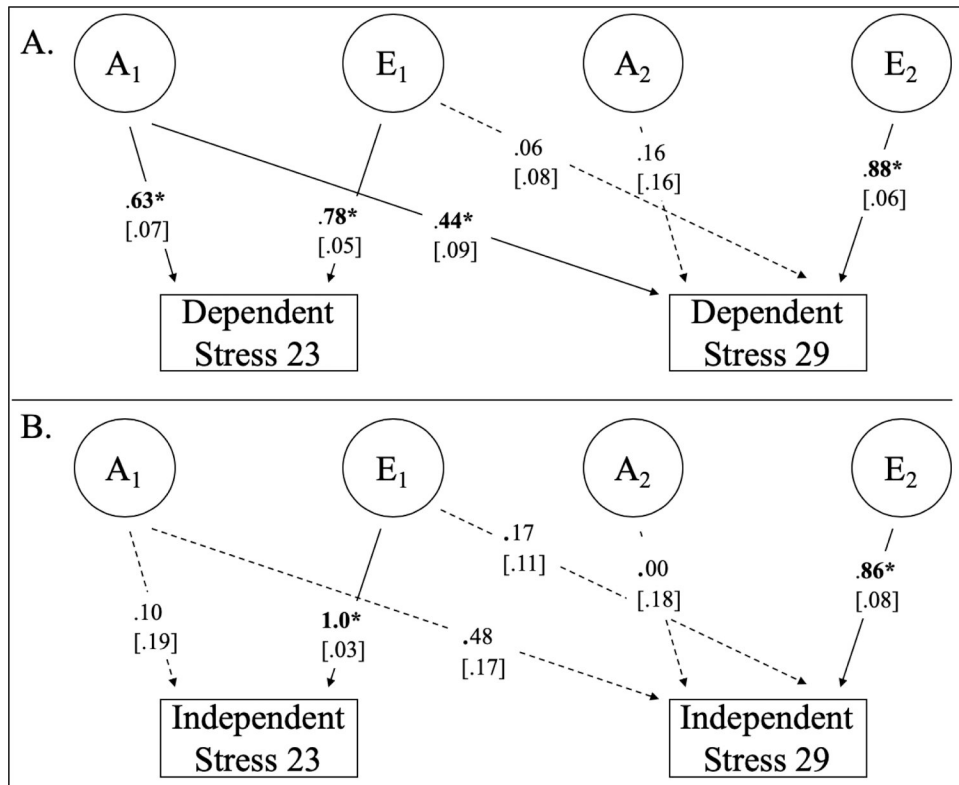 A.
A₁ E₁ A₂ E₂
.63*
[.07]
.78*
[.05]
.44*
[.09]
.06
[.08]
.16
[.16]
.88*
[.06]
Dependent
Stress 23
Dependent
Stress 29
B.
A₁ E₁ A₂ E₂
.10
[.19]
1.0*
[.03]
.48
[.17]
.17
[.11]
.00
[.18]
.86*
[.08]
Independent
Stress 23
Independent
Stress 29